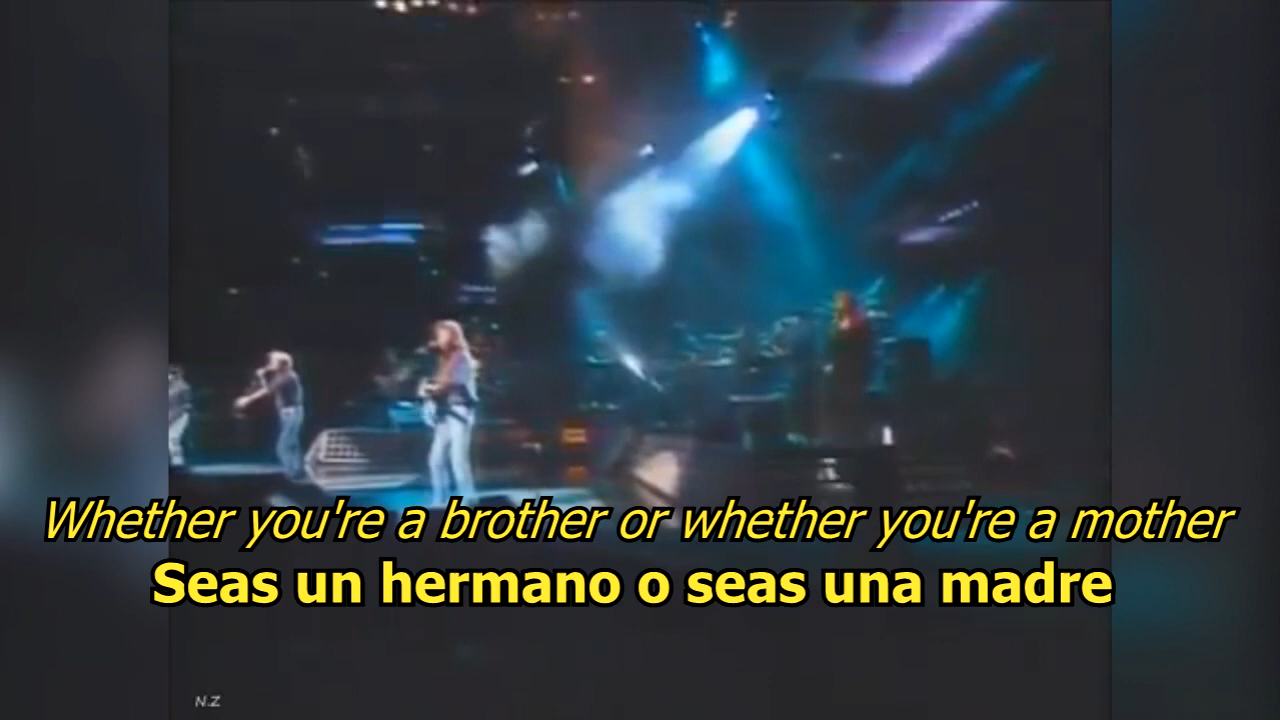 Whether you're a brother or whether you're a mother
Seas un hermano o seas una madre
N.Z